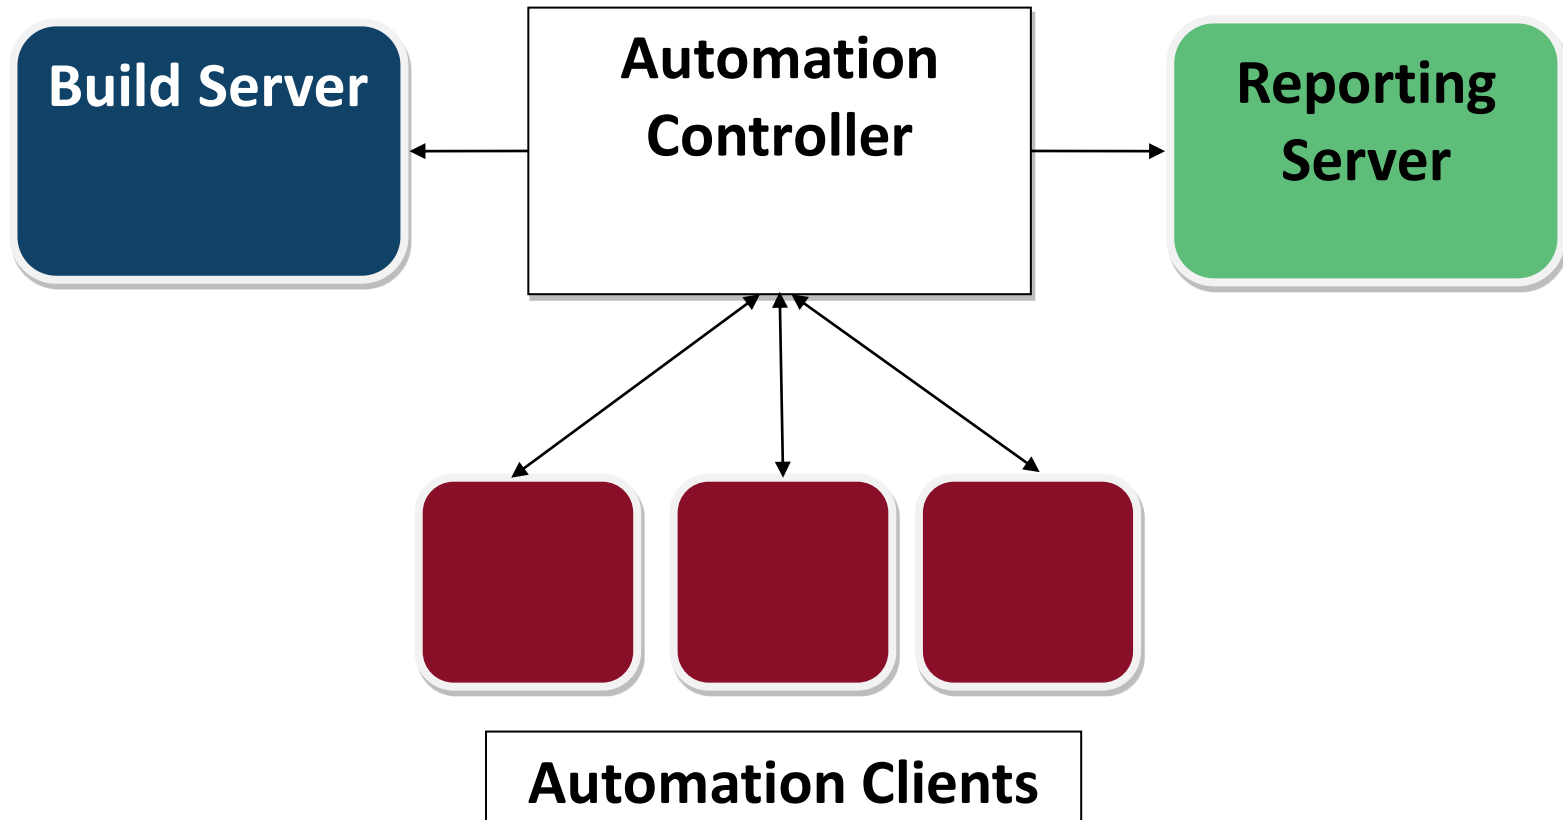 Build Server
Automation
Controller
Reporting
Server
Automation Clients